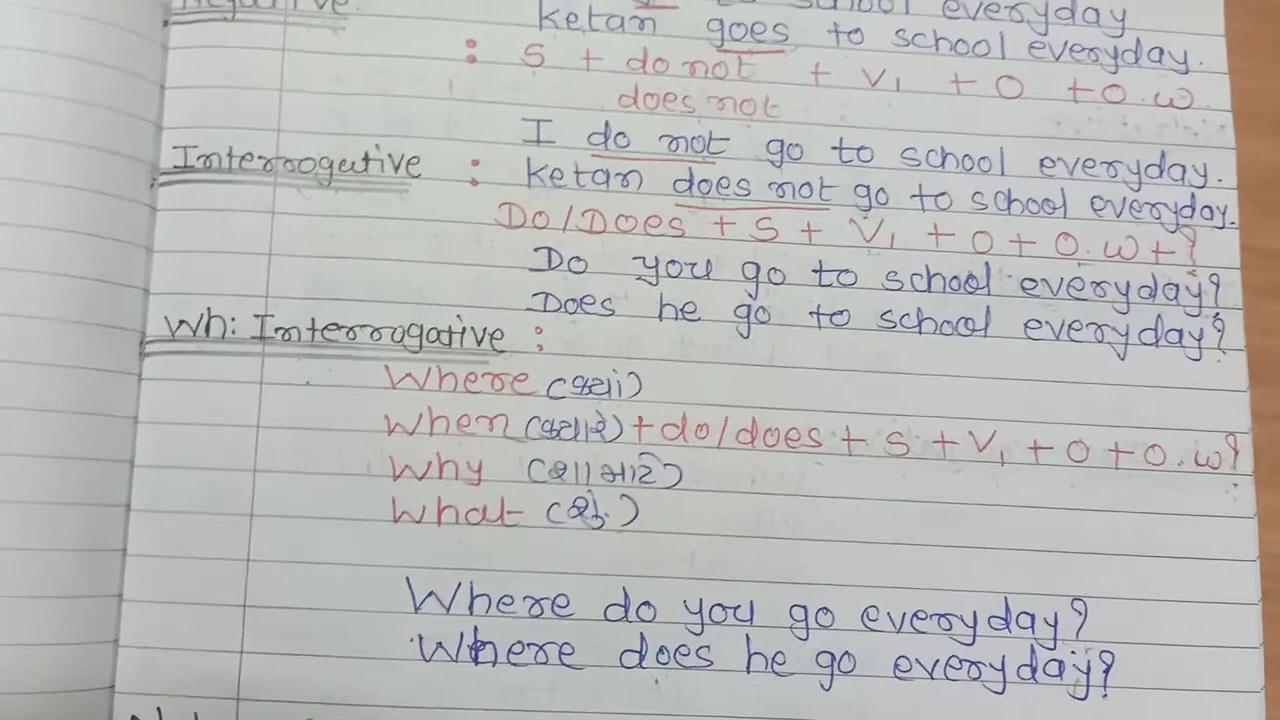 school everyday
Ketan goes to school everyday.
: S + do not + V1 + O + O.W.
does not
I do not go to school everyday.
Interrogative : Ketan does not go to school everyday.
Do/Does + S + V1 + O + O.W + ?
Do you go to school everyday?
Does he go to school everyday?
Wh: Interrogative :
Where (ક્યાં)
When (ક્યારે) + do/does + S + V1 + O + O.W?
Why (શા માટે)
What (શું)
Where do you go everyday?
Where does he go everyday?